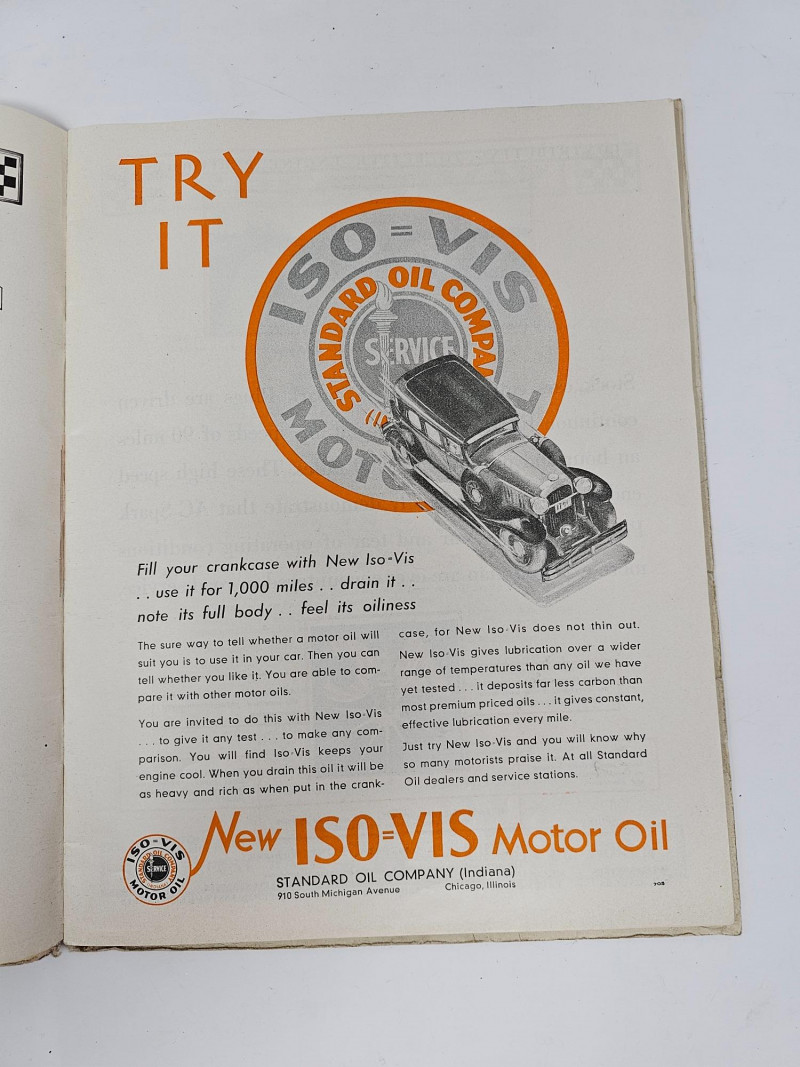 TRY
IT
ISO=VIS
STANDARD OIL COMPA
SERVICE
MOTO
Fill your crankcase with New Iso=Vis
. . use it for 1,000 miles . . drain it . .
note its full body . . feel its oiliness
The sure way to tell whether a motor oil will
suit you is to use it in your car. Then you can
tell whether you like it. You are able to com-
pare it with other motor oils.
You are invited to do this with New Iso=Vis
. . . to give it any test . . . to make any com-
parison. You will find Iso=Vis keeps your
engine cool. When you drain this oil it will be
as heavy and rich as when put in the crank-
case, for New Iso=Vis does not thin out.
New Iso=Vis gives lubrication over a wider
range of temperatures than any oil we have
yet tested . . . it deposits far less carbon than
most premium priced oils . . . it gives constant,
effective lubrication every mile.
Just try New Iso=Vis and you will know why
so many motorists praise it. At all Standard
Oil dealers and service stations.
ISO=VIS
STANDARD OIL COMPANY
SERVICE
INDIANA
MOTOR OIL
New ISO=VIS Motor Oil
STANDARD OIL COMPANY (Indiana)
910 South Michigan Avenue Chicago, Illinois
708